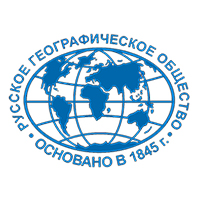 РУССКОЕ ГЕОГРАФИЧЕСКОЕ ОБЩЕСТВО
• ОСНОВАНО В 1845 г. •